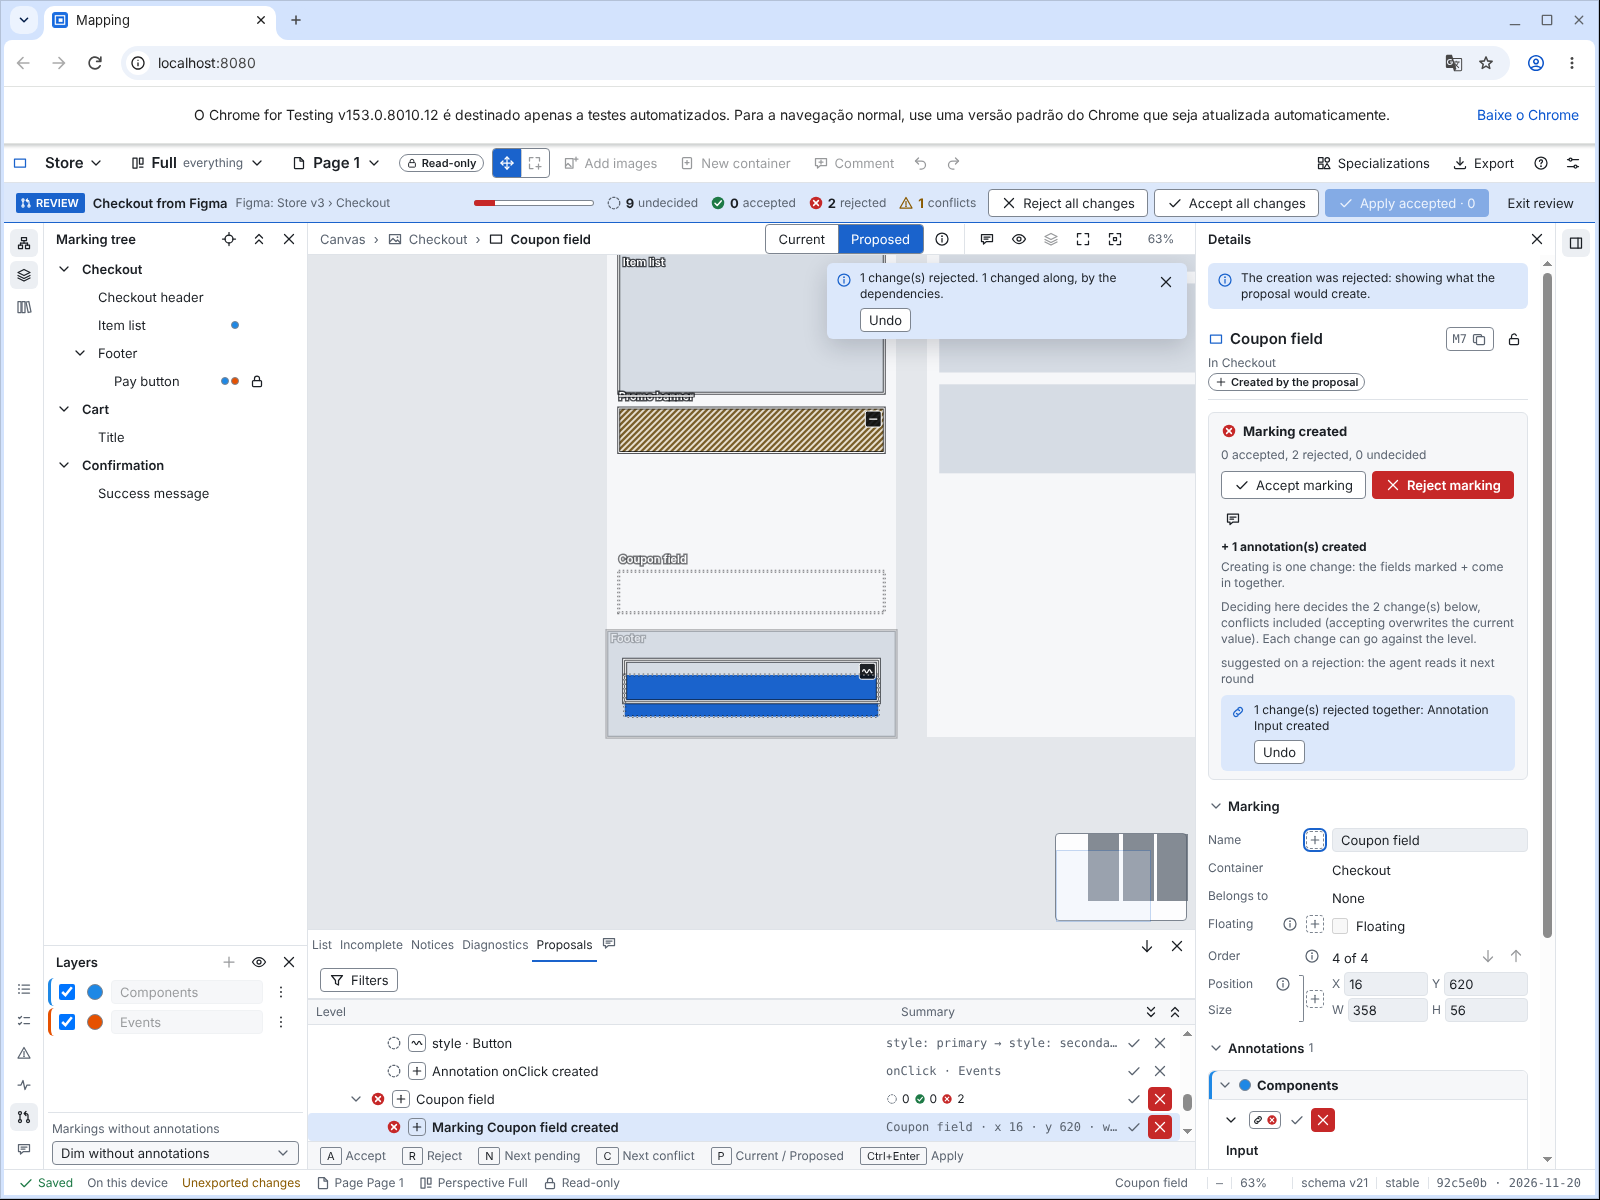 Mapping
localhost:8080
O Chrome for Testing v153.0.8010.12 é destinado apenas a testes automatizados. Para a navegação normal, use uma versão padrão do Chrome que seja atualizada automaticamente.
Baixe o Chrome
Store
Full everything
Page 1
Read-only
Add images
New container
Comment
Specializations
Export
REVIEW
Checkout from Figma
Figma: Store v3 › Checkout
9 undecided
0 accepted
2 rejected
1 conflicts
Reject all changes
Accept all changes
Apply accepted · 0
Exit review
Marking tree
Checkout
Checkout header
Item list
Footer
Pay button
Cart
Title
Confirmation
Success message
Layers
Components
Events
Markings without annotations
Dim without annotations
Canvas › Checkout › Coupon field
Current
Proposed
63%
Item list
1 change(s) rejected. 1 changed along, by the
dependencies.
Undo
Promo banner
Coupon field
Footer
List
Incomplete
Notices
Diagnostics
Proposals
Filters
Level
Summary
style · Button
style: primary → style: seconda…
Annotation onClick created
onClick · Events
Coupon field
0 0 2
Marking Coupon field created
Coupon field · x 16 · y 620 · w…
A Accept
R Reject
N Next pending
C Next conflict
P Current / Proposed
Ctrl+Enter Apply
Details
The creation was rejected: showing what the
proposal would create.
Coupon field
M7
In Checkout
Created by the proposal
Marking created
0 accepted, 2 rejected, 0 undecided
Accept marking
Reject marking
+ 1 annotation(s) created
Creating is one change: the fields marked + come
in together.
Deciding here decides the 2 change(s) below,
conflicts included (accepting overwrites the current
value). Each change can go against the level.
suggested on a rejection: the agent reads it next
round
1 change(s) rejected together: Annotation
Input created
Undo
Marking
Name
Coupon field
Container
Checkout
Belongs to
None
Floating
Floating
Order
4 of 4
Position
X 16
Y 620
Size
W 358
H 56
Annotations 1
Components
Input
Saved
On this device
Unexported changes
Page Page 1
Perspective Full
Read-only
Coupon field
– 63%
schema v21
stable
92c5e0b · 2026-11-20